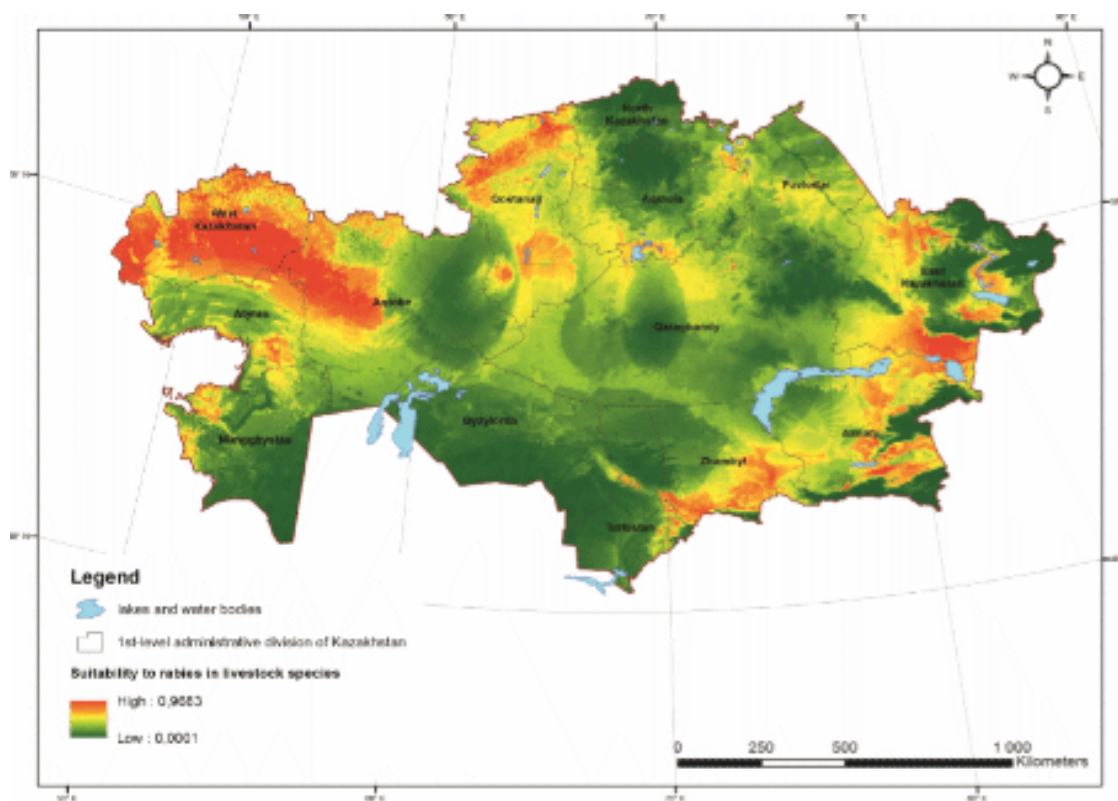 N
W E
S
North
Kazakhstan
Pavlodar
Aqmola
Qostanay
West
Kazakhstan
East
Kazakhstan
Aqtobe
Atyrau
Qaraghandy
Qyzylorda
Mangghystau
Almaty
Zhambyl
Legend
lakes and water bodies
1st-level administrative division of Kazakhstan
Suitability to rabies in livestock species
High : 0,9683
Low : 0,0001
0 250 500 1 000
Kilometers